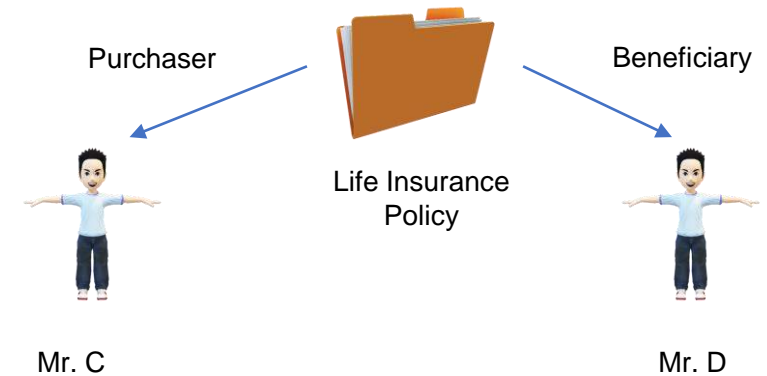 Purchaser
Beneficiary
Life Insurance
Policy
Mr. C
Mr. D